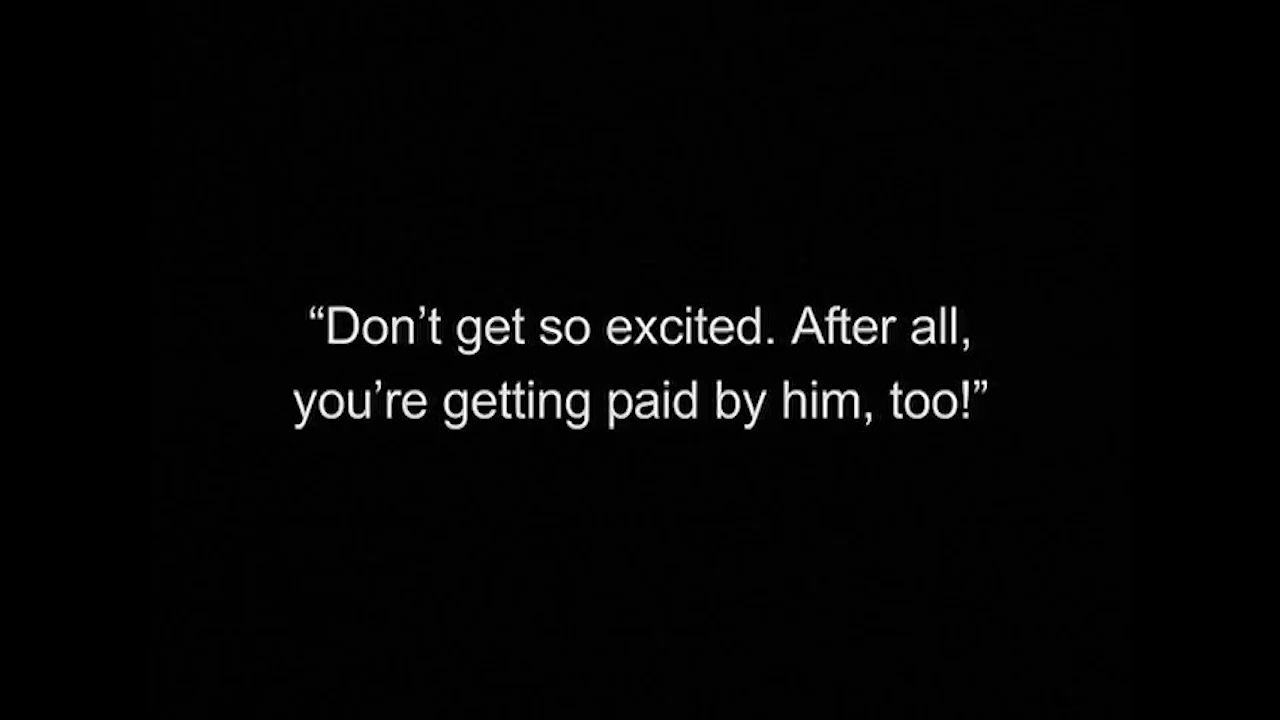 “Don’t get so excited. After all,
you’re getting paid by him, too!”